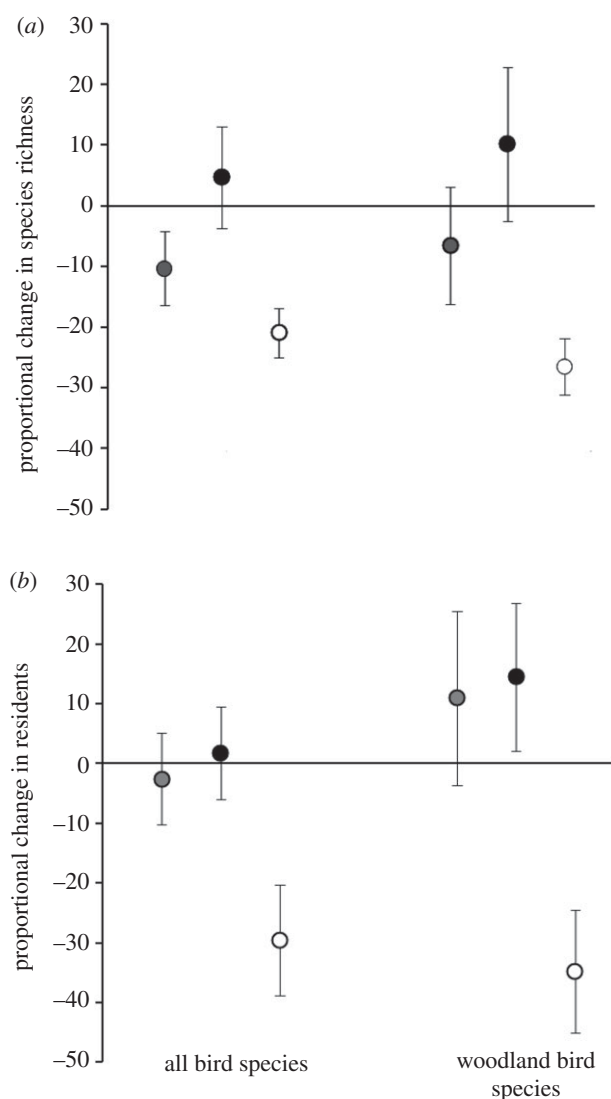 (a)
proportional change in species richness
30
20
10
0
–10
–20
–30
–40
–50
(b)
proportional change in residents
30
20
10
0
–10
–20
–30
–40
–50
all bird species
woodland bird
species